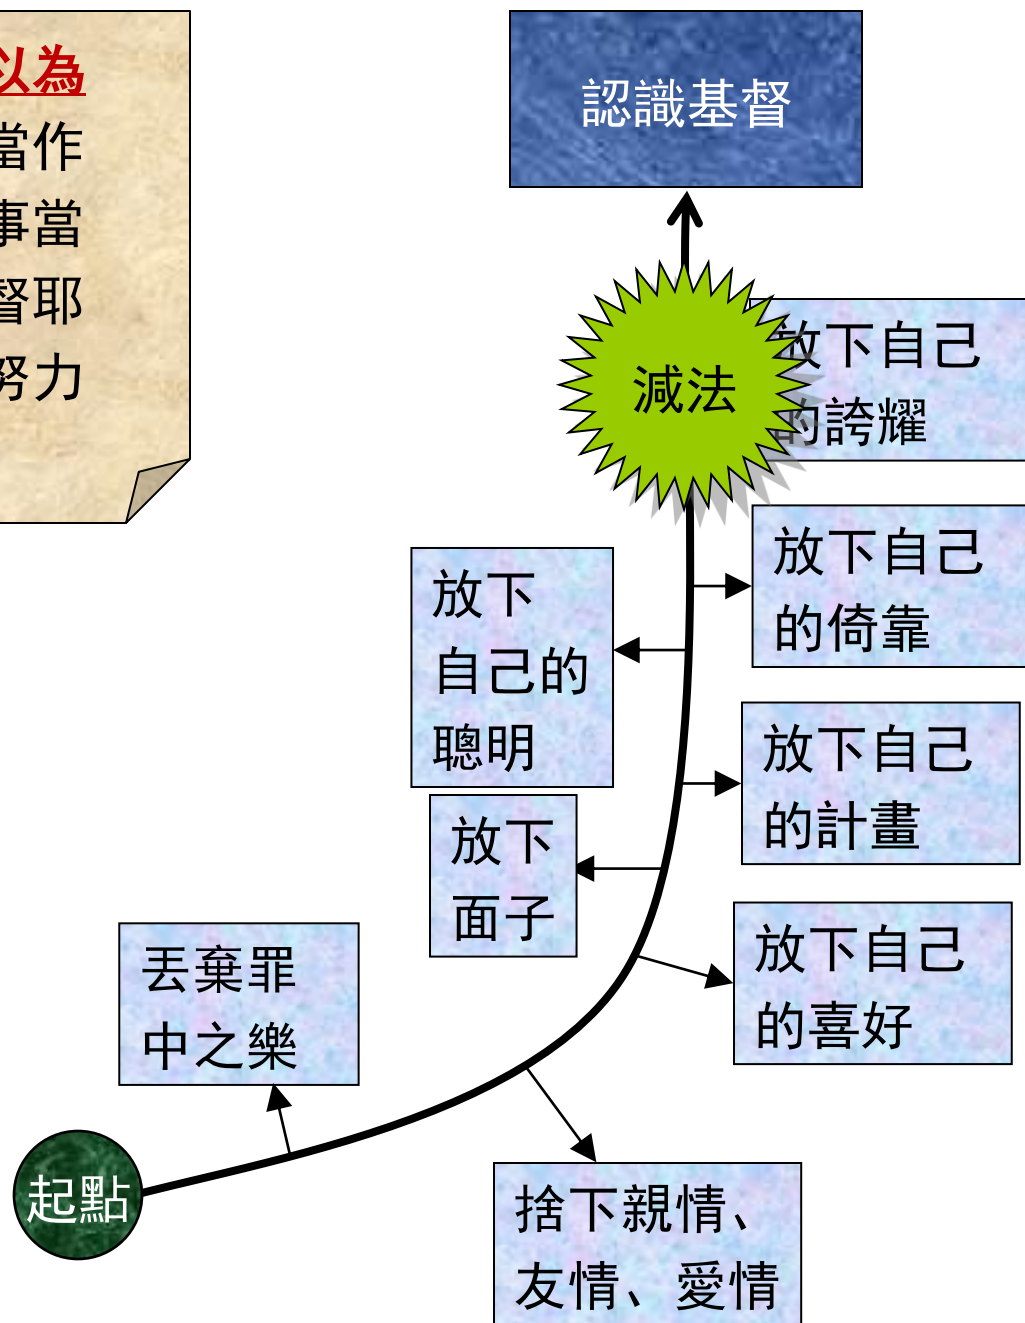 以為
當作
事當
督耶
努力
認識基督
減法
放下自己
的誇耀
放下自己
的倚靠
放下
自己的
聰明
放下自己
的計畫
放下
面子
放下自己
的喜好
丟棄罪
中之樂
起點
捨下親情、
友情、愛情